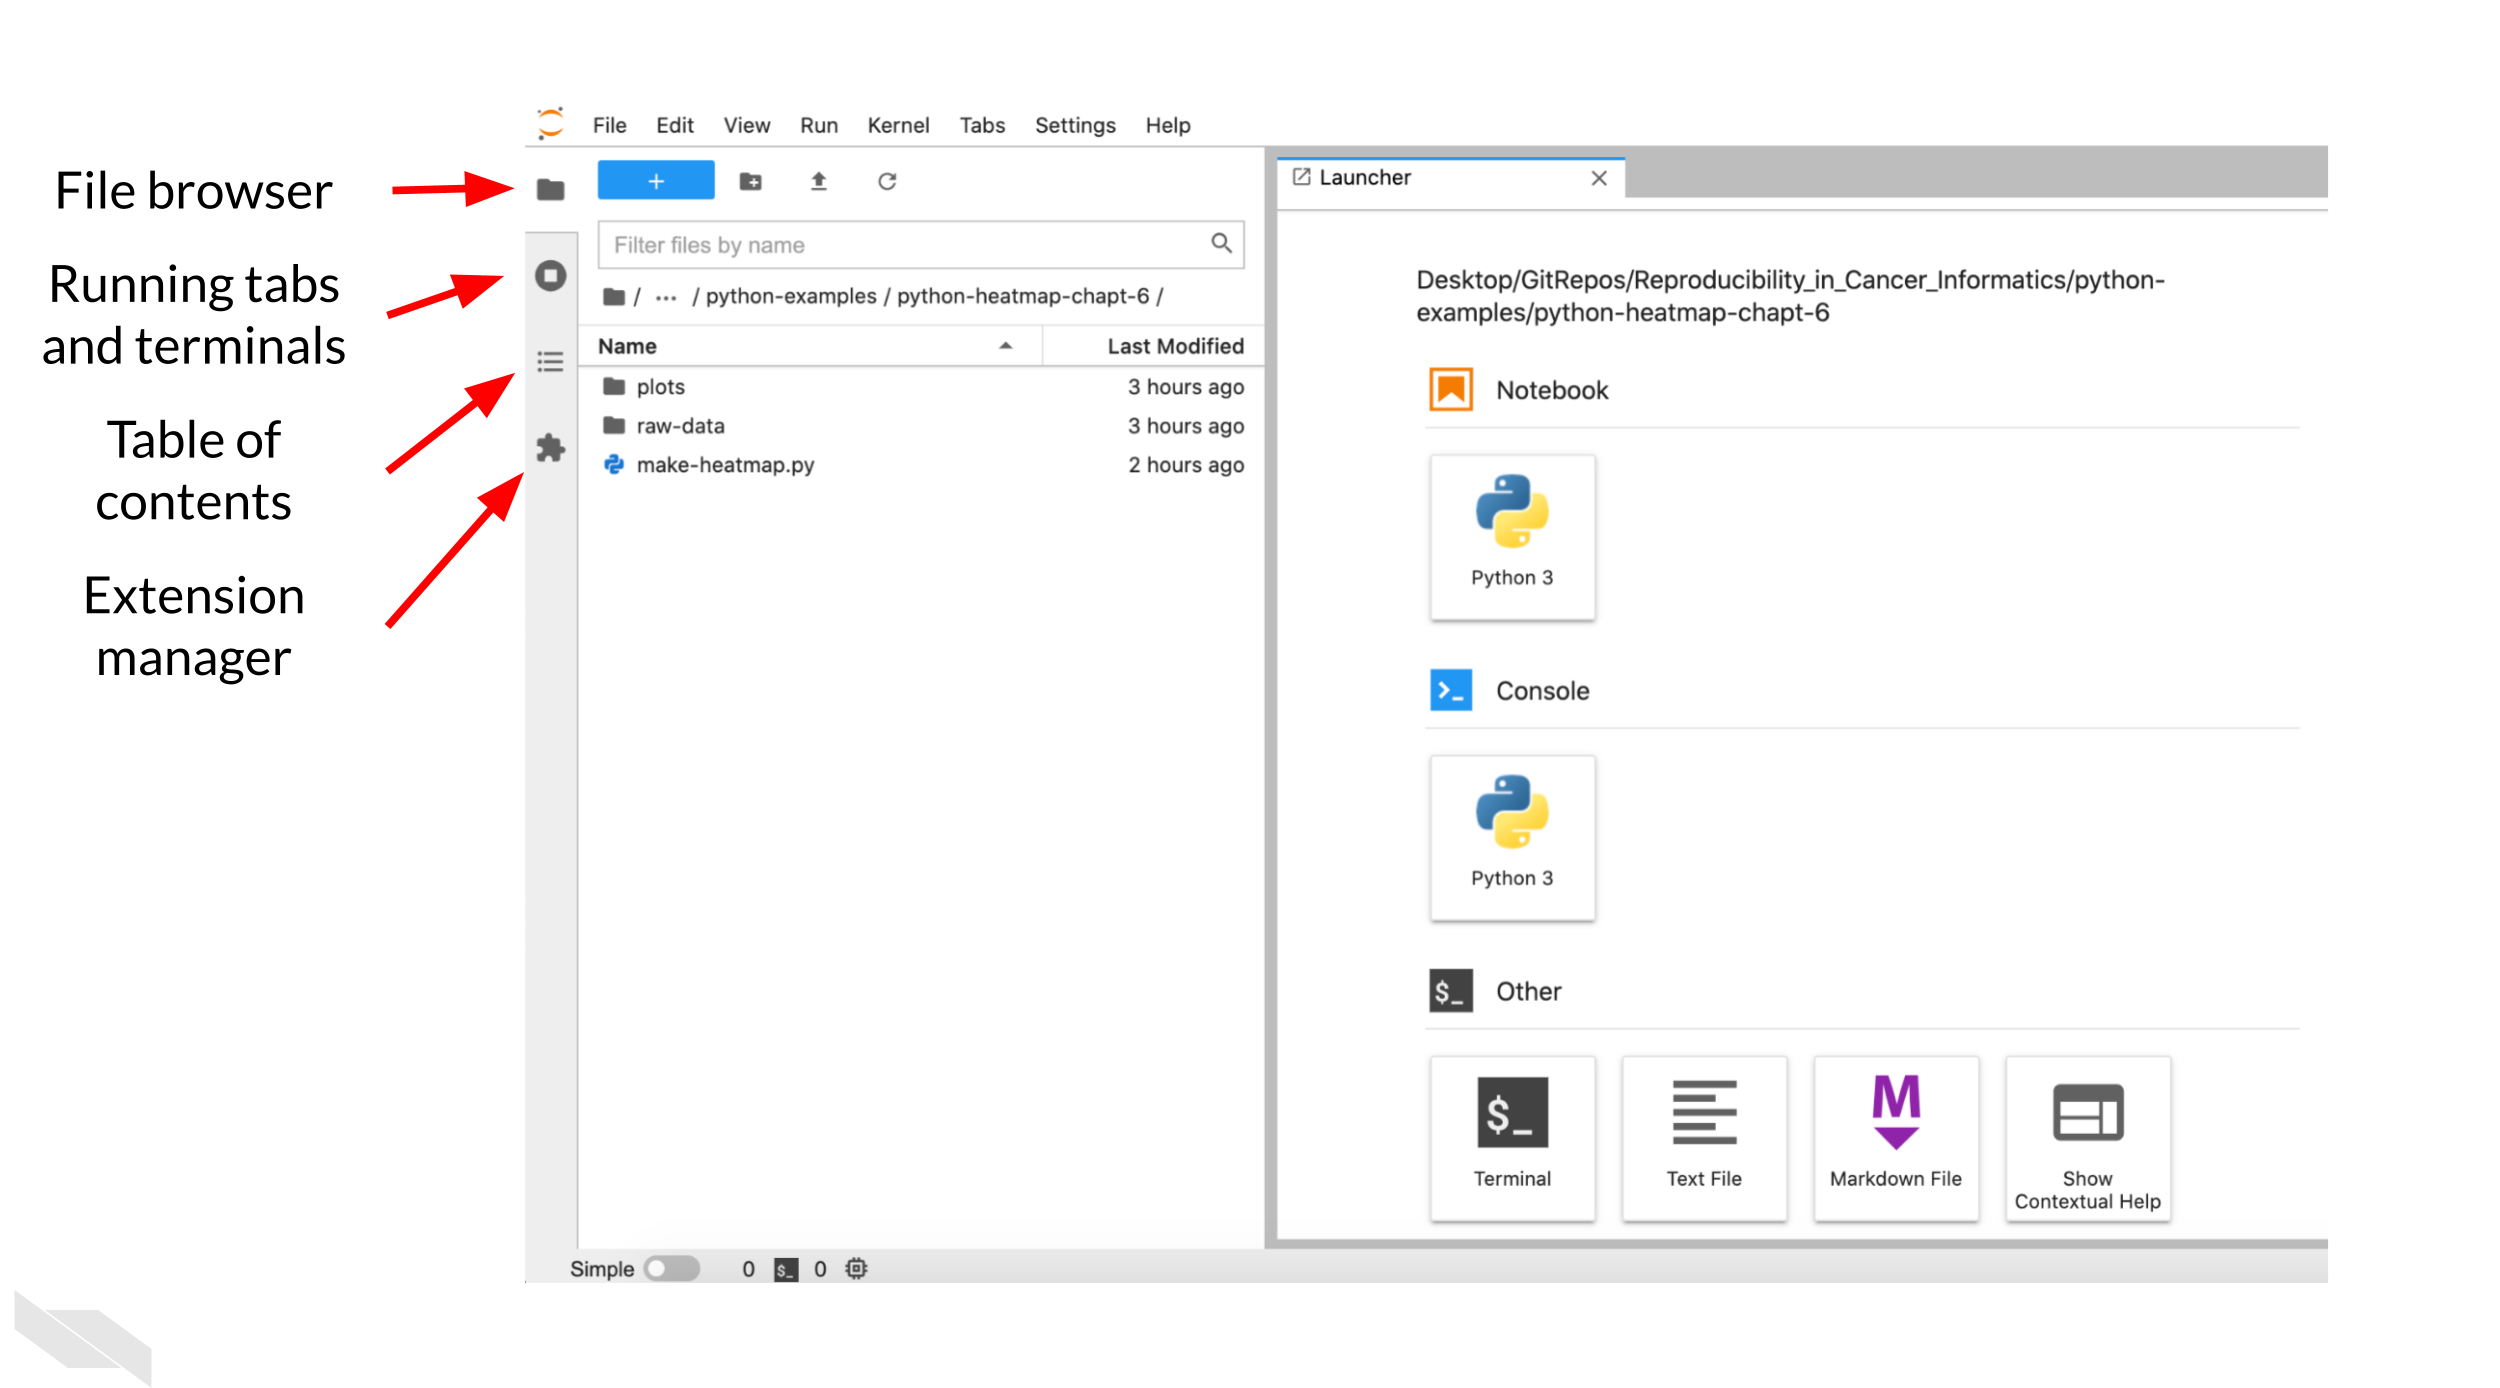 File browser
Running tabs
and terminals
Table of
contents
Extension
manager
File Edit View Run Kernel Tabs Settings Help
+
Filter files by name
/ ... / python-examples / python-heatmap-chapt-6 /
Name Last Modified
plots 3 hours ago
raw-data 3 hours ago
make-heatmap.py 2 hours ago
Launcher
Desktop/GitRepos/Reproducibility_in_Cancer_Informatics/python-
examples/python-heatmap-chapt-6
Notebook
Python 3
>_ Console
Python 3
$_ Other
$_
M
Terminal Text File Markdown File Show
Contextual Help
Simple 0 $_ 0